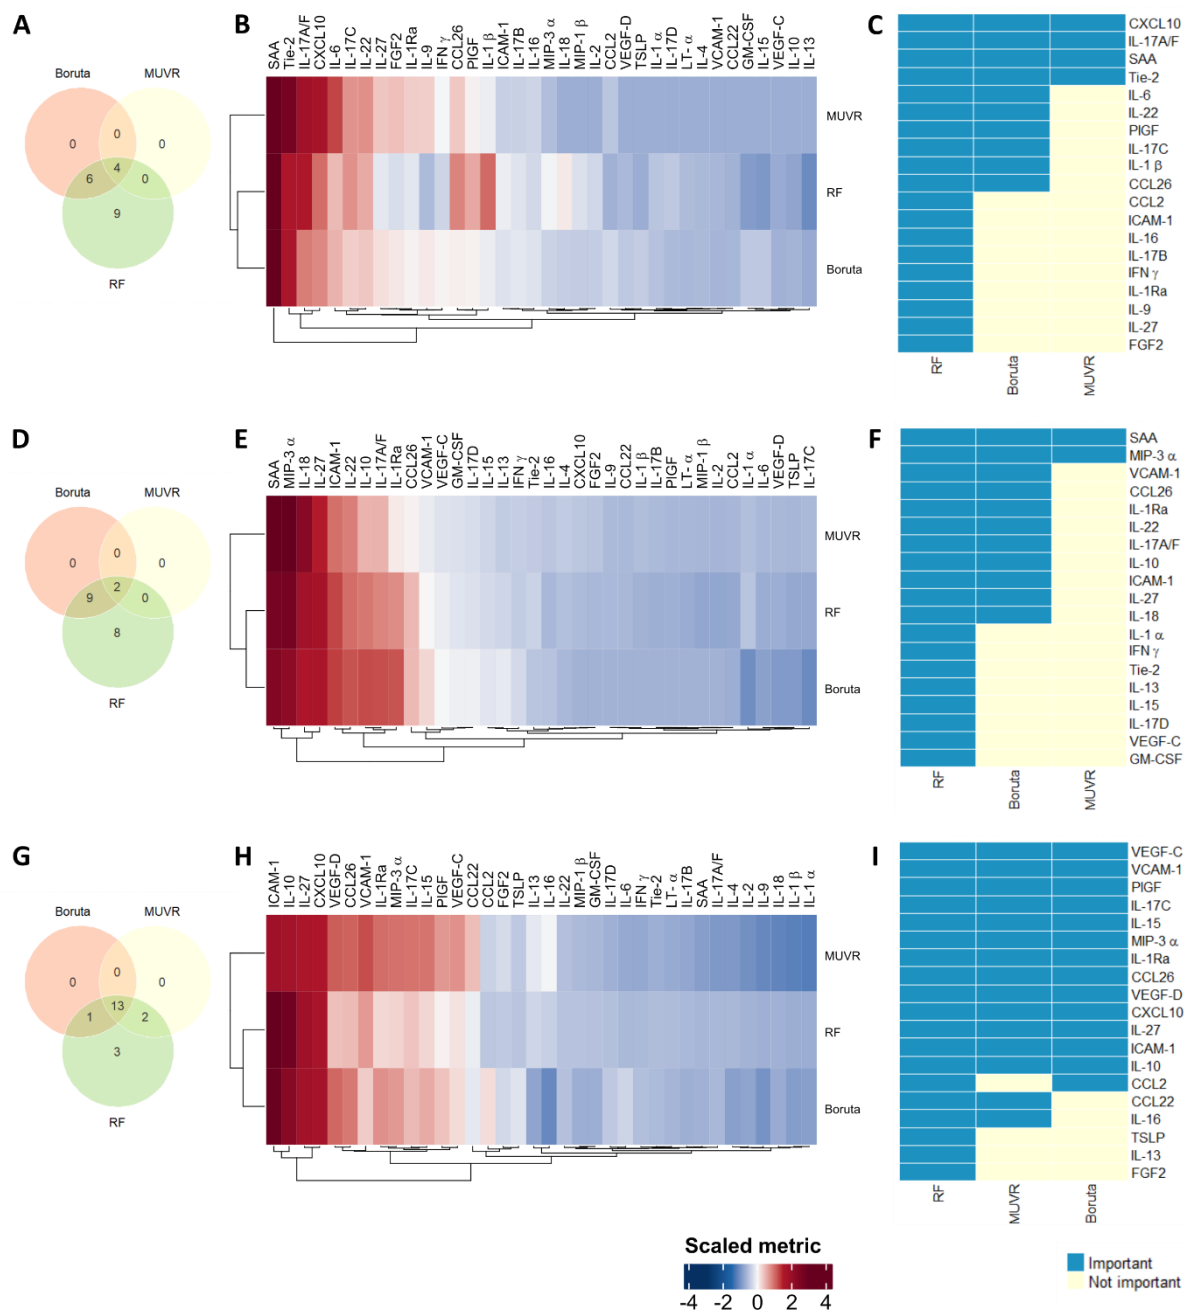 A
Boruta
MUVR
0
0
0
4
6
0
9
RF
B
SAA
Tie-2
IL-17A/F
CXCL10
IL-6
IL-17C
IL-22
IL-27
FGF2
IL-1Ra
IL-9
IFN γ
CCL26
PIGF
IL-1 β
ICAM-1
IL-17B
IL-16
MIP-3 α
IL-18
MIP-1 β
IL-2
CCL2
VEGF-D
TSLP
IL-1 α
IL-17D
LT- α
IL-4
VCAM-1
CCL22
GM-CSF
IL-15
VEGF-C
IL-10
IL-13
MUVR
RF
Boruta
C
CXCL10
IL-17A/F
SAA
Tie-2
IL-6
IL-22
PIGF
IL-17C
IL-1 β
CCL26
CCL2
ICAM-1
IL-16
IL-17B
IFN γ
IL-1Ra
IL-9
IL-27
FGF2
RF
Boruta
MUVR
D
Boruta
MUVR
0
0
0
2
9
0
8
RF
E
SAA
MIP-3 α
IL-18
IL-27
ICAM-1
IL-22
IL-10
IL-17A/F
IL-1Ra
CCL26
VCAM-1
VEGF-C
GM-CSF
IL-17D
IL-15
IL-13
IFN γ
Tie-2
IL-16
IL-4
CXCL10
FGF2
IL-9
CCL22
IL-1 β
IL-17B
PIGF
LT- α
MIP-1 β
IL-2
CCL2
IL-1 α
IL-6
VEGF-D
TSLP
IL-17C
MUVR
RF
Boruta
F
SAA
MIP-3 α
VCAM-1
CCL26
IL-1Ra
IL-22
IL-17A/F
IL-10
ICAM-1
IL-27
IL-18
IL-1 α
IFN γ
Tie-2
IL-13
IL-15
IL-17D
VEGF-C
GM-CSF
RF
Boruta
MUVR
G
Boruta
MUVR
0
0
0
13
1
2
3
RF
H
ICAM-1
IL-10
IL-27
CXCL10
VEGF-D
CCL26
VCAM-1
IL-1Ra
MIP-3 α
IL-17C
IL-15
PIGF
VEGF-C
CCL22
CCL2
FGF2
TSLP
IL-13
IL-16
IL-22
MIP-1 β
GM-CSF
IL-17D
IL-6
IFN γ
Tie-2
LT- α
IL-17B
SAA
IL-17A/F
IL-4
IL-2
IL-9
IL-18
IL-1 β
IL-1 α
MUVR
RF
Boruta
I
VEGF-C
VCAM-1
PIGF
IL-17C
IL-15
MIP-3 α
IL-1Ra
CCL26
VEGF-D
CXCL10
IL-27
ICAM-1
IL-10
CCL2
CCL22
IL-16
TSLP
IL-13
FGF2
RF
MUVR
Boruta
Scaled metric
-4 -2 0 2 4
Important
Not important